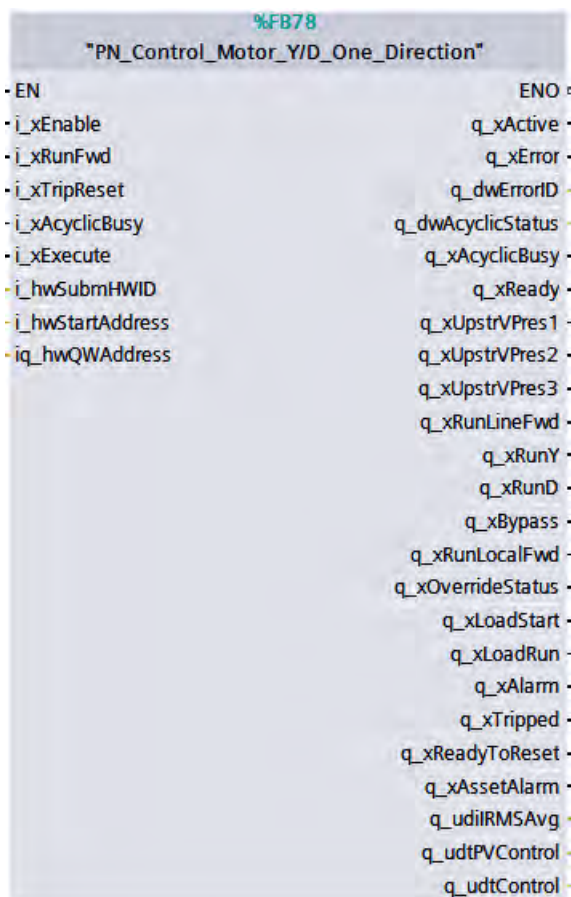 %FB78
"PN_Control_Motor_Y/D_One_Direction"
EN ENO
i_xEnable q_xActive
i_xRunFwd q_xError
i_xTripReset q_dwErrorID
i_xAcyclicBusy q_dwAcyclicStatus
i_xExecute q_xAcyclicBusy
i_hwSubmHWID q_xReady
i_hwStartAddress q_xUpstrVPres1
iq_hwQWAddress q_xUpstrVPres2
q_xUpstrVPres3
q_xRunLineFwd
q_xRunY
q_xRunD
q_xBypass
q_xRunLocalFwd
q_xOverrideStatus
q_xLoadStart
q_xLoadRun
q_xAlarm
q_xTripped
q_xReadyToReset
q_xAssetAlarm
q_udiIRMSAvg
q_udtPVControl
q_udtControl